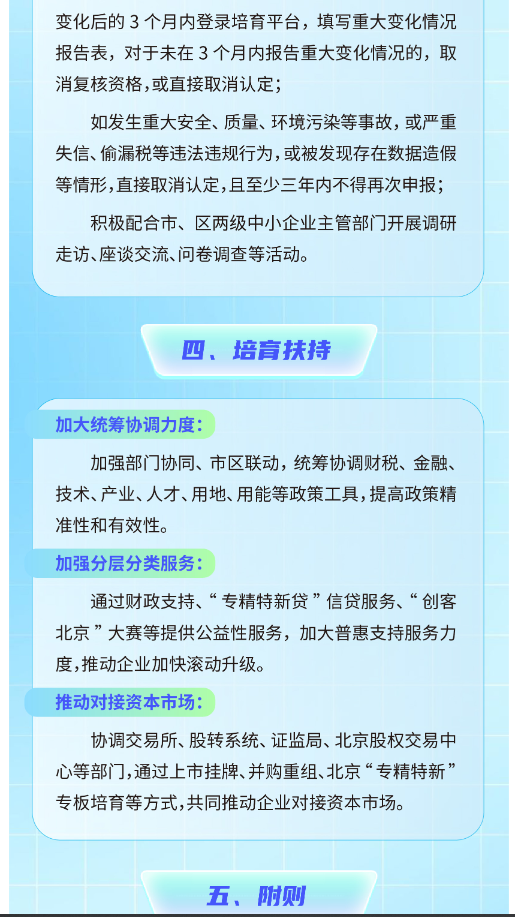 变化后的3个月内登录培育平台，填写重大变化情况
报告表，对于未在3个月内报告重大变化情况的，取
消复核资格，或直接取消认定；
如发生重大安全、质量、环境污染等事故，或严重
失信、偷漏税等违法违规行为，或被发现存在数据造假
等情形，直接取消认定，且至少三年内不得再次申报；
积极配合市、区两级中小企业主管部门开展调研
走访、座谈交流、问卷调查等活动。
四、培育扶持
加大统筹协调力度：
加强部门协同、市区联动，统筹协调财税、金融、
技术、产业、人才、用地、用能等政策工具，提高政策精
准性和有效性。
加强分层分类服务：
通过财政支持、“专精特新贷”信贷服务、“创客
北京”大赛等提供公益性服务，加大普惠支持服务力
度，推动企业加快滚动升级。
推动对接资本市场：
协调交易所、股转系统、证监局、北京股权交易中
心等部门，通过上市挂牌、并购重组、北京“专精特新”
专板培育等方式，共同推动企业对接资本市场。
五、附则